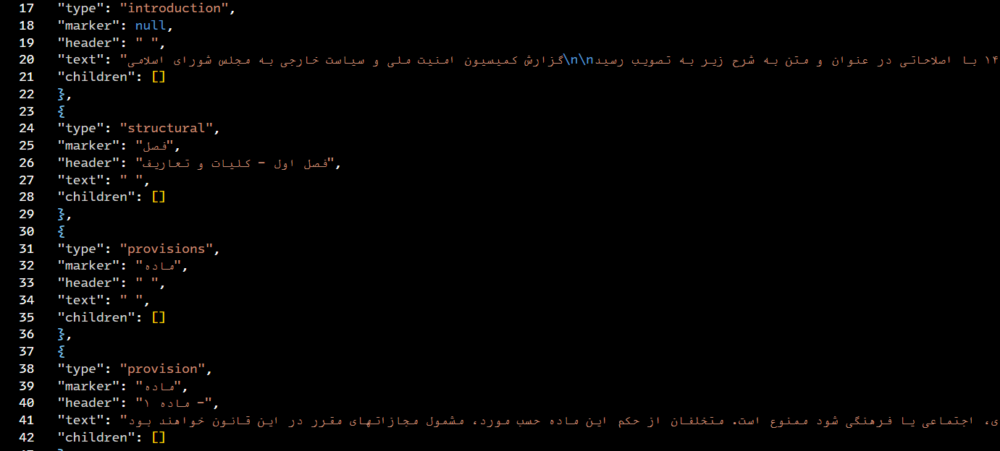 17 "type": "introduction",
18 "marker": null,
19 "header": " ",
20 "text": "گزارش کمیسیون امنیت ملی و سیاست خارجی به مجلس شورای اسلامی\n\nبا اصلاحاتی در عنوان و متن به شرح زیر به تصویب رسید
21 "children": []
22 },
23 {
24 "type": "structural",
25 "marker": "فصل",
26 "header": "فصل اول - کلیات و تعاریف",
27 "text": " ",
28 "children": []
29 },
30 {
31 "type": "provisions",
32 "marker": "ماده",
33 "header": " ",
34 "text": " ",
35 "children": []
36 },
37 {
38 "type": "provision",
39 "marker": "ماده",
40 "header": "ماده ۱ -",
41 "text": "ی، اجتماعی یا فرهنگی شود ممنوع است. متخلفان از حکم این ماده حسب مورد، مشمول مجازاتهای مقرر در این قانون خواهند بود
42 "children": []